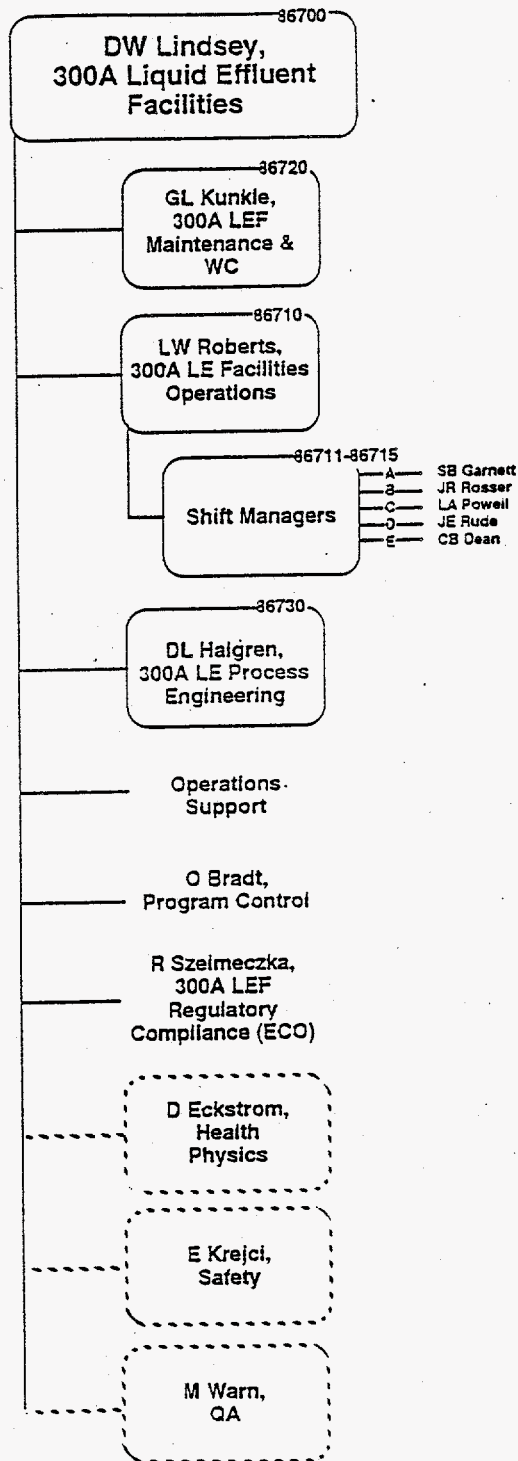 86700
DW Lindsey,
300A Liquid Effluent
Facilities
86720
GL Kunkle,
300A LEF
Maintenance &
WC
86710
LW Roberts,
300A LE Facilities
Operations
86711-86715
Shift Managers
A SB Garnett
B JR Rosser
C LA Powell
D JE Rude
E CB Dean
86730
DL Halgren,
300A LE Process
Engineering
Operations
Support
O Bradt,
Program Control
R Szelmeczka,
300A LEF
Regulatory
Compliance (ECO)
D Eckstrom,
Health
Physics
E Krejci,
Safety
M Warn,
QA